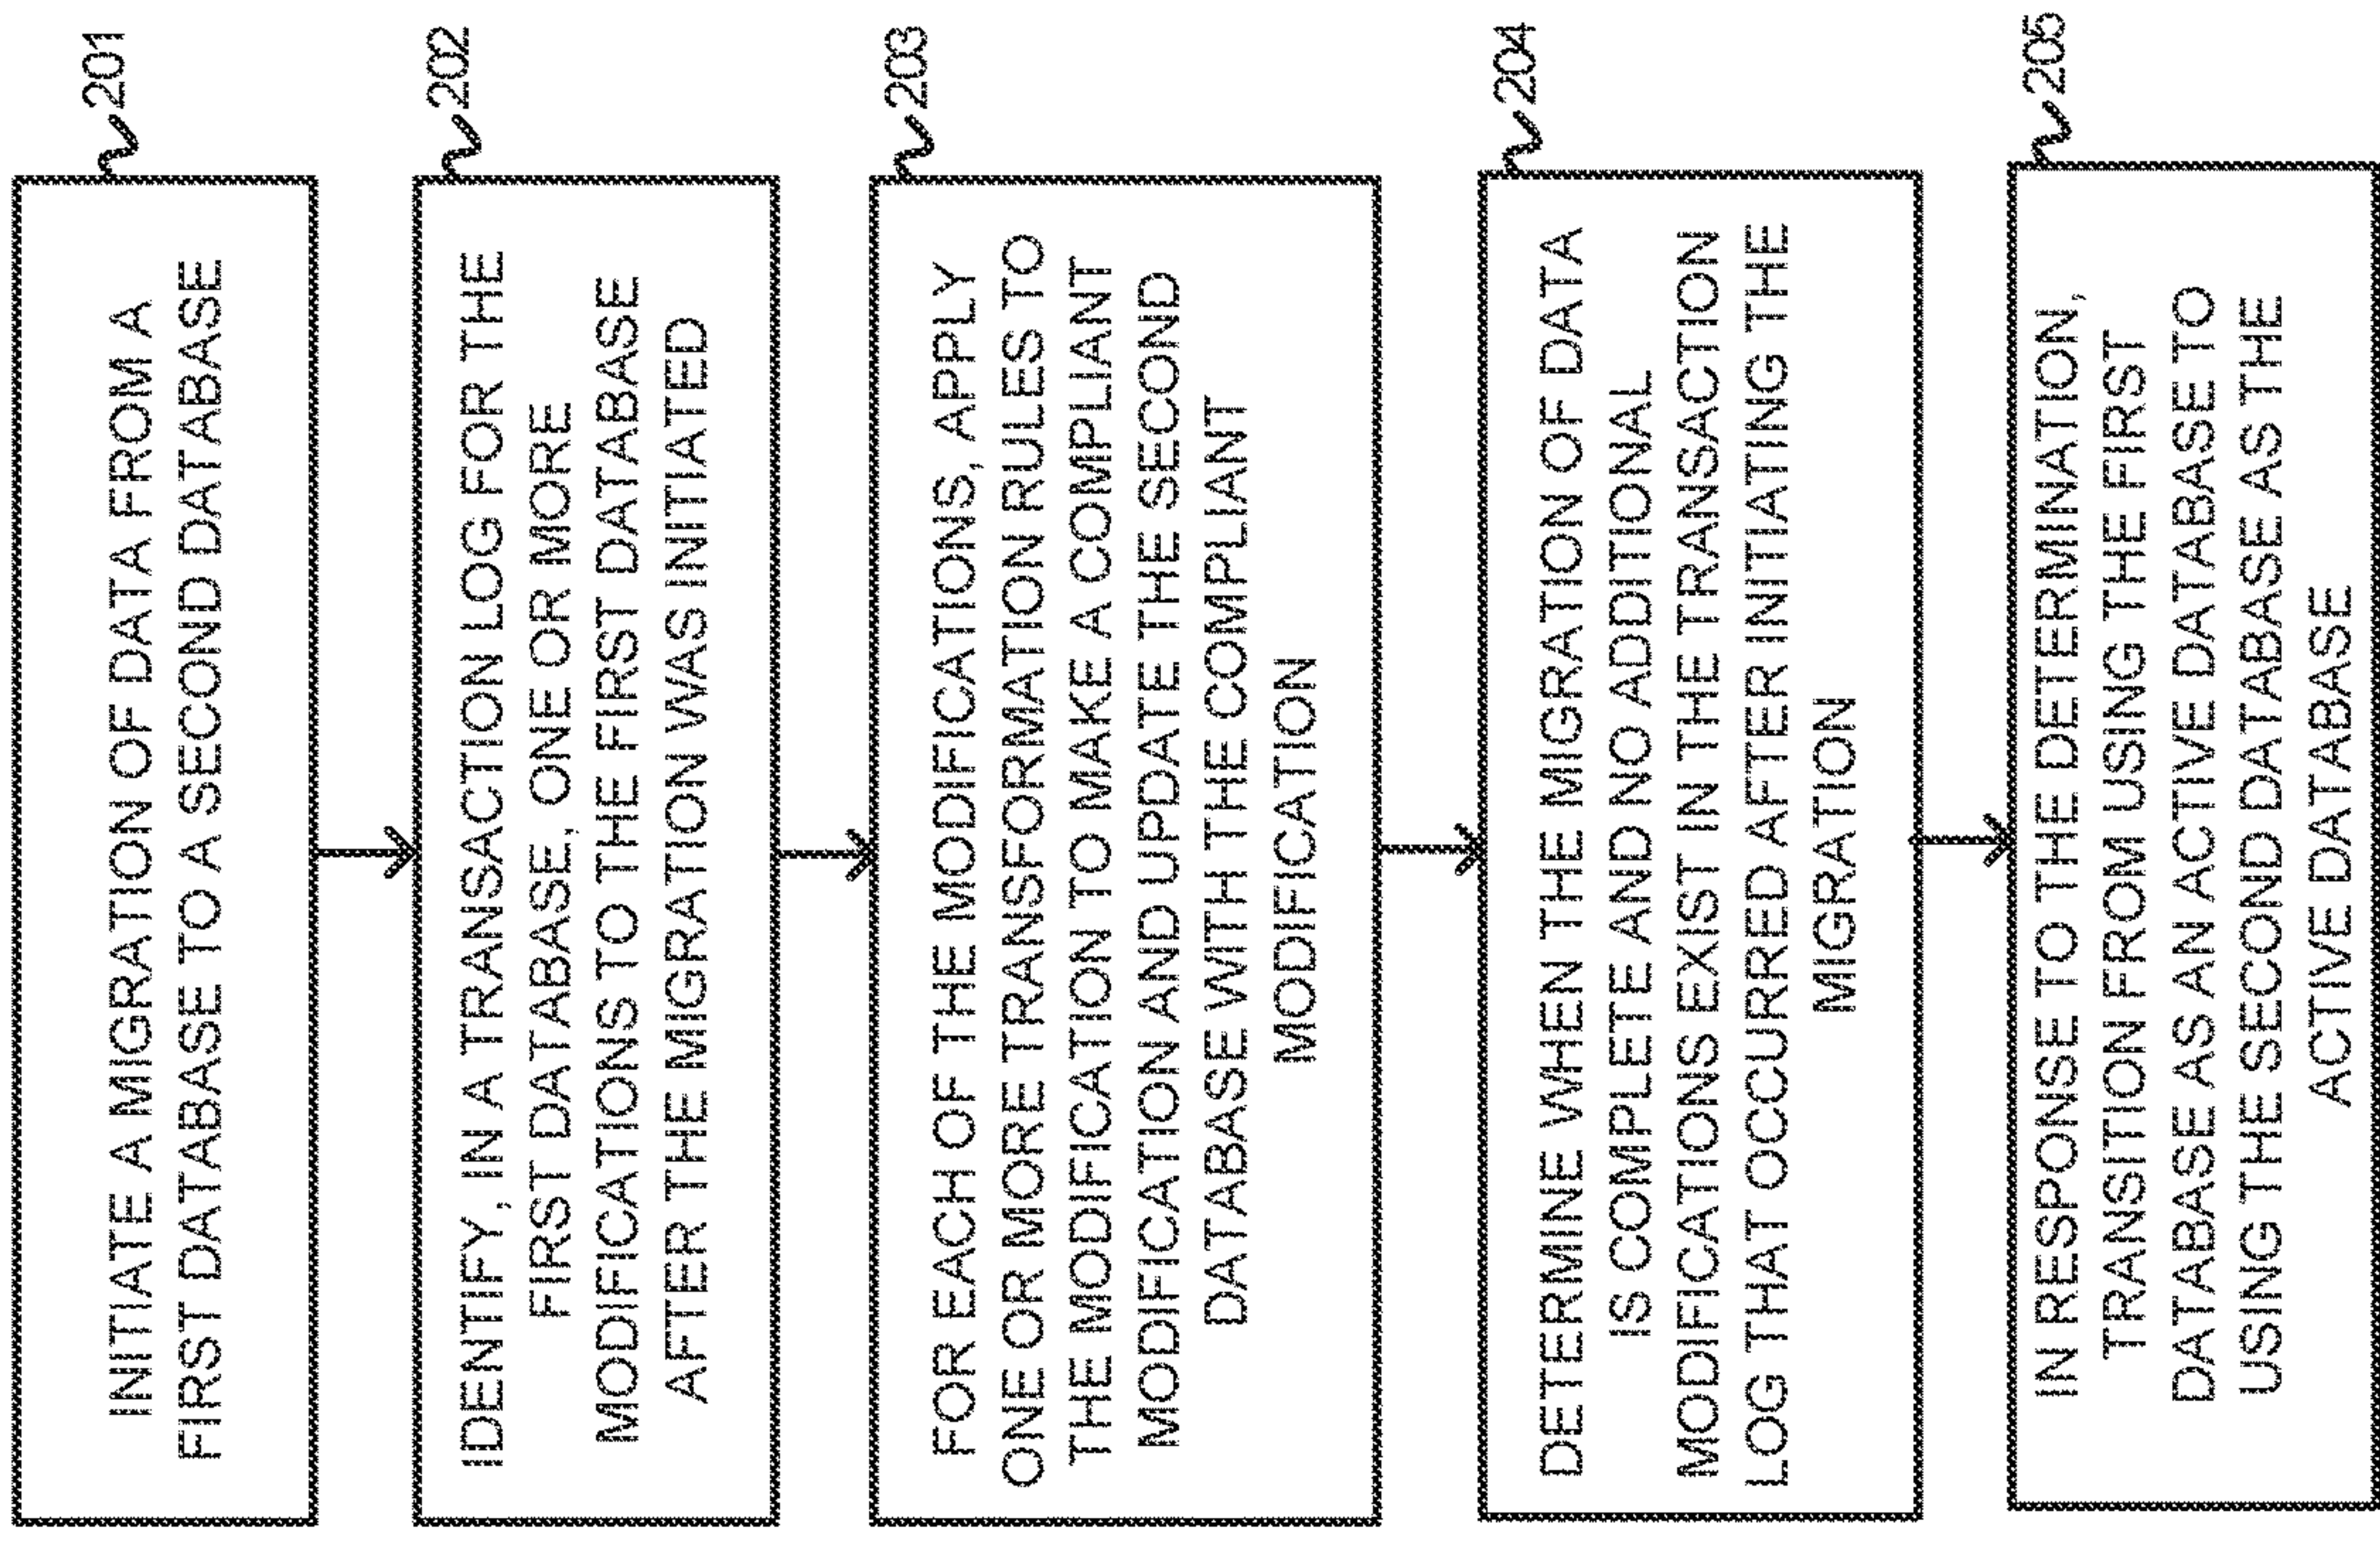 201
INITIATE A MIGRATION OF DATA FROM A
FIRST DATABASE TO A SECOND DATABASE
202
IDENTIFY, IN A TRANSACTION LOG FOR THE
FIRST DATABASE, ONE OR MORE
MODIFICATIONS TO THE FIRST DATABASE
AFTER THE MIGRATION WAS INITIATED
203
FOR EACH OF THE MODIFICATIONS, APPLY
ONE OR MORE TRANSFORMATION RULES TO
THE MODIFICATION TO MAKE A COMPLIANT
MODIFICATION AND UPDATE THE SECOND
DATABASE WITH THE COMPLIANT
MODIFICATION
204
DETERMINE WHEN THE MIGRATION OF DATA
IS COMPLETE AND NO ADDITIONAL
MODIFICATIONS EXIST IN THE TRANSACTION
LOG THAT OCCURRED AFTER INITIATING THE
MIGRATION
205
IN RESPONSE TO THE DETERMINATION,
TRANSITION FROM USING THE FIRST
DATABASE AS AN ACTIVE DATABASE TO
USING THE SECOND DATABASE AS THE
ACTIVE DATABASE